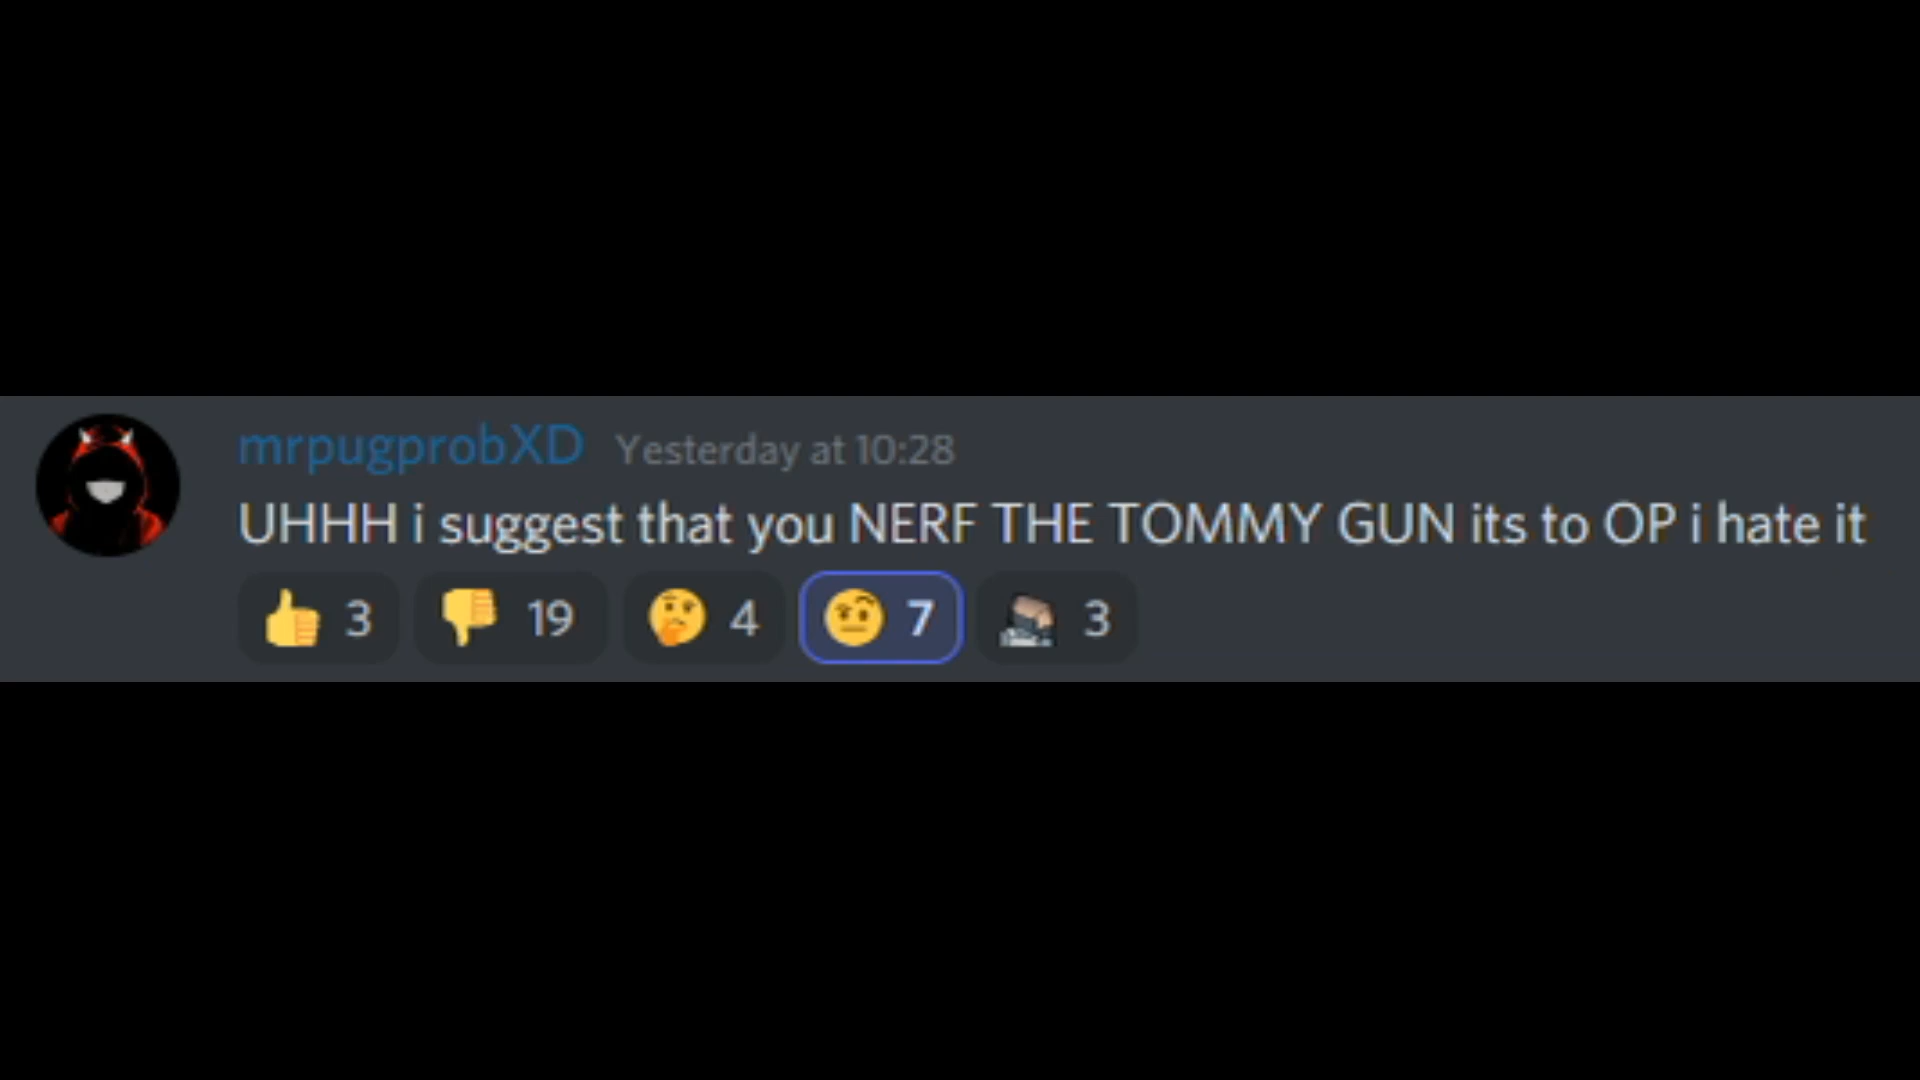 mrpugprobXD Yesterday at 10:28
UHHH i suggest that you NERF THE TOMMY GUN its to OP i hate it
3 19 4 7 3